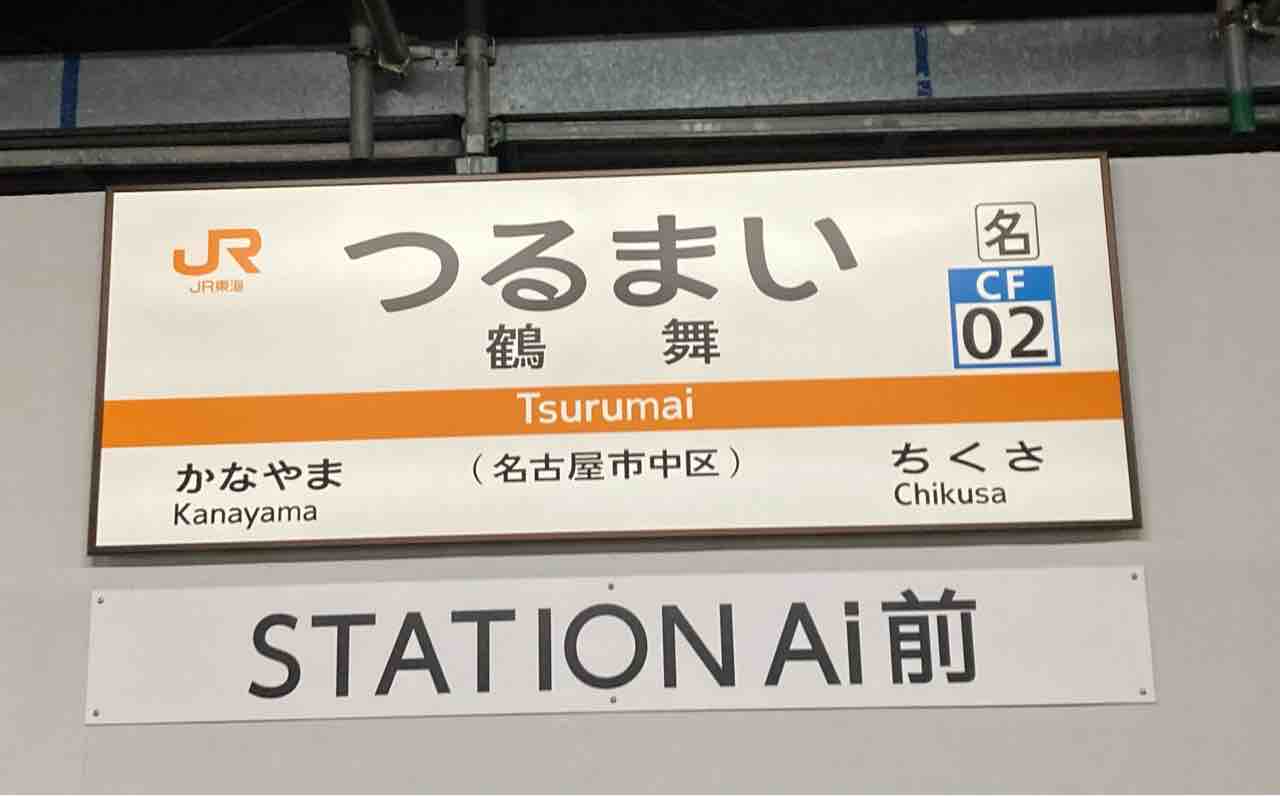 JR
JR東海
つるまい
鶴舞
名
CF
02
Tsurumai
かなやま
Kanayama
(名古屋市中区)
ちくさ
Chikusa
STATION Ai前